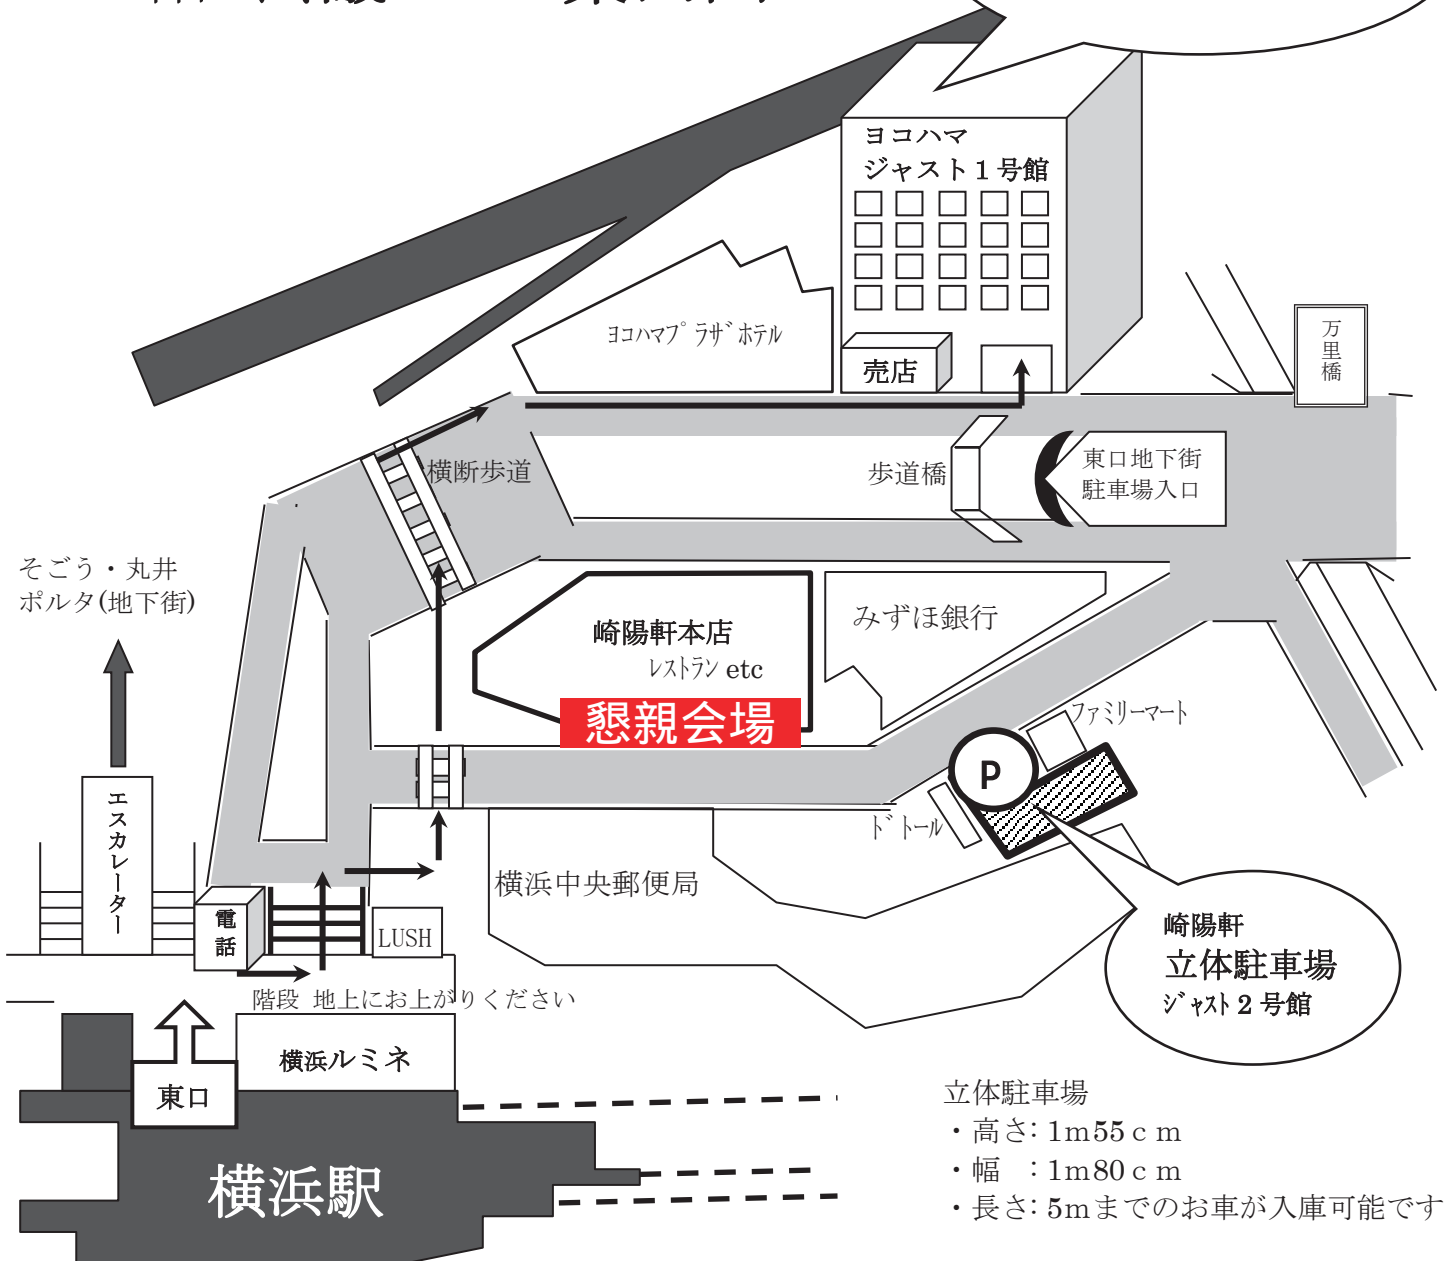 ヨコハマ
ジャスト１号館
ﾖｺﾊﾏﾌﾟﾗｻﾞﾎﾃﾙ
売店
万里橋
横断歩道
歩道橋
東口地下街
駐車場入口
そごう・丸井
ポルタ(地下街)
崎陽軒本店
ﾚｽﾄﾗﾝ etc
懇親会場
みずほ銀行
ﾌｧﾐﾘｰﾏｰﾄ
P
ﾄﾞﾄｰﾙ
エスカレーター
電話
LUSH
横浜中央郵便局
崎陽軒
立体駐車場
ｼﾞｬｽﾄ 2 号館
階段 地上にお上がりください
横浜ルミネ
東口
横浜駅
立体駐車場
・高さ：1ｍ55ｃｍ
・幅　：1ｍ80ｃｍ
・長さ：5ｍまでのお車が入庫可能です